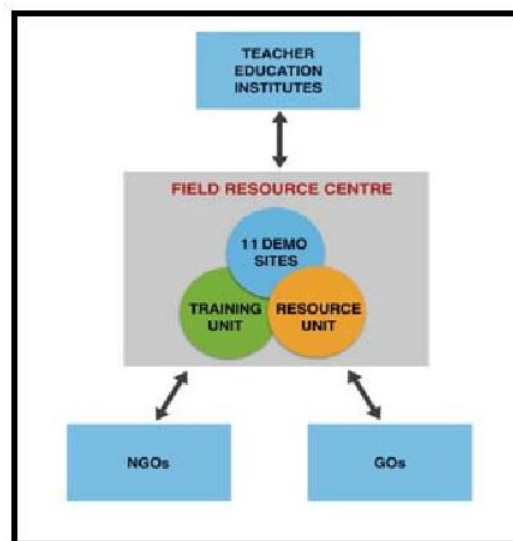 TEACHER
EDUCATION
INSTITUTES
FIELD RESOURCE CENTRE
11 DEMO
SITES
TRAINING
UNIT
RESOURCE
UNIT
NGOs
GOs